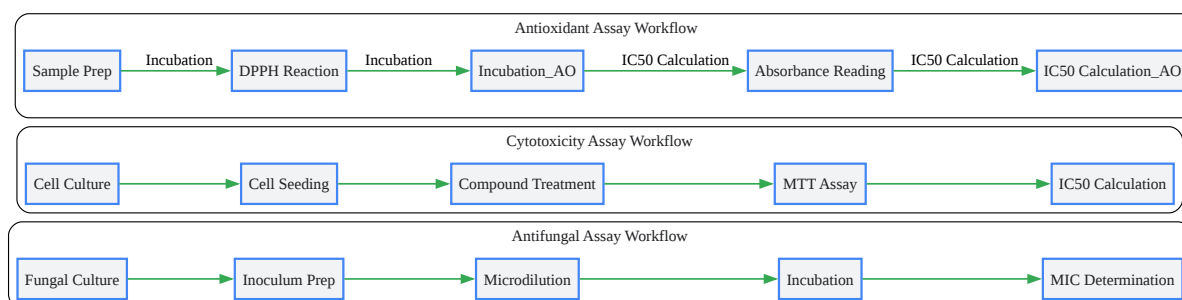 Antioxidant Assay Workflow
Sample Prep
Incubation
DPPH Reaction
Incubation
Incubation_AO
IC50 Calculation
Absorbance Reading
IC50 Calculation
IC50 Calculation_AO
Cytotoxicity Assay Workflow
Cell Culture
Cell Seeding
Compound Treatment
MTT Assay
IC50 Calculation
Antifungal Assay Workflow
Fungal Culture
Inoculum Prep
Microdilution
Incubation
MIC Determination